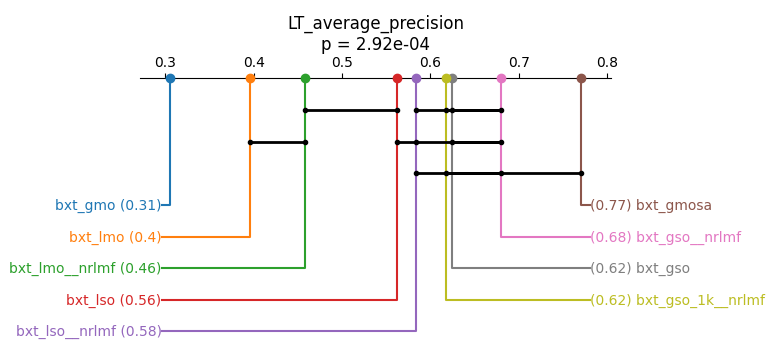 LT_average_precision
p = 2.92e-04
0.3 0.4 0.5 0.6 0.7 0.8
bxt_gmo (0.31)
(0.77) bxt_gmosa
bxt_lmo (0.4)
(0.68) bxt_gso__nrlmf
bxt_lmo__nrlmf (0.46)
(0.62) bxt_gso
bxt_lso (0.56)
(0.62) bxt_gso_1k__nrlmf
bxt_lso__nrlmf (0.58)